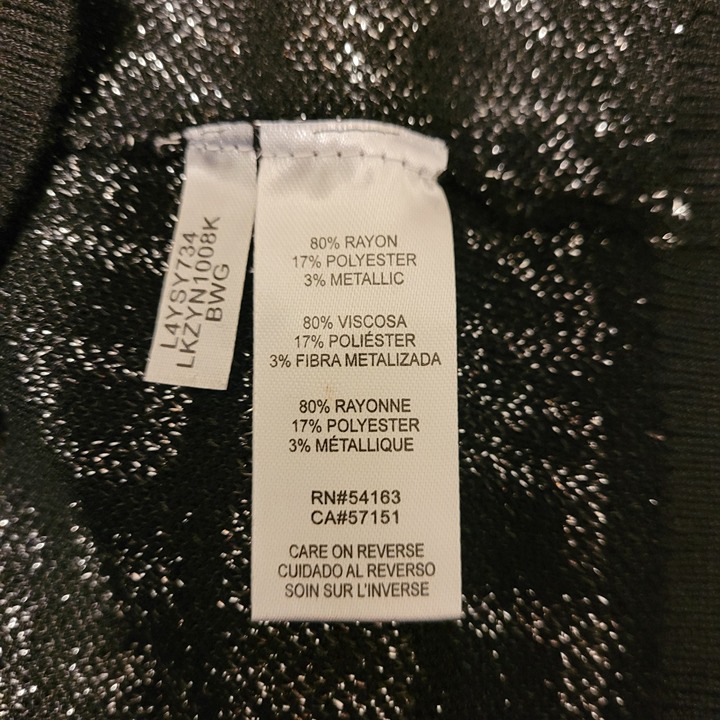 L4YSY734
LKZYN1008K
BWG
80% RAYON
17% POLYESTER
3% METALLIC
80% VISCOSA
17% POLIÉSTER
3% FIBRA METALIZADA
80% RAYONNE
17% POLYESTER
3% MÉTALLIQUE
RN#54163
CA#57151
CARE ON REVERSE
CUIDADO AL REVERSO
SOIN SUR L'INVERSE